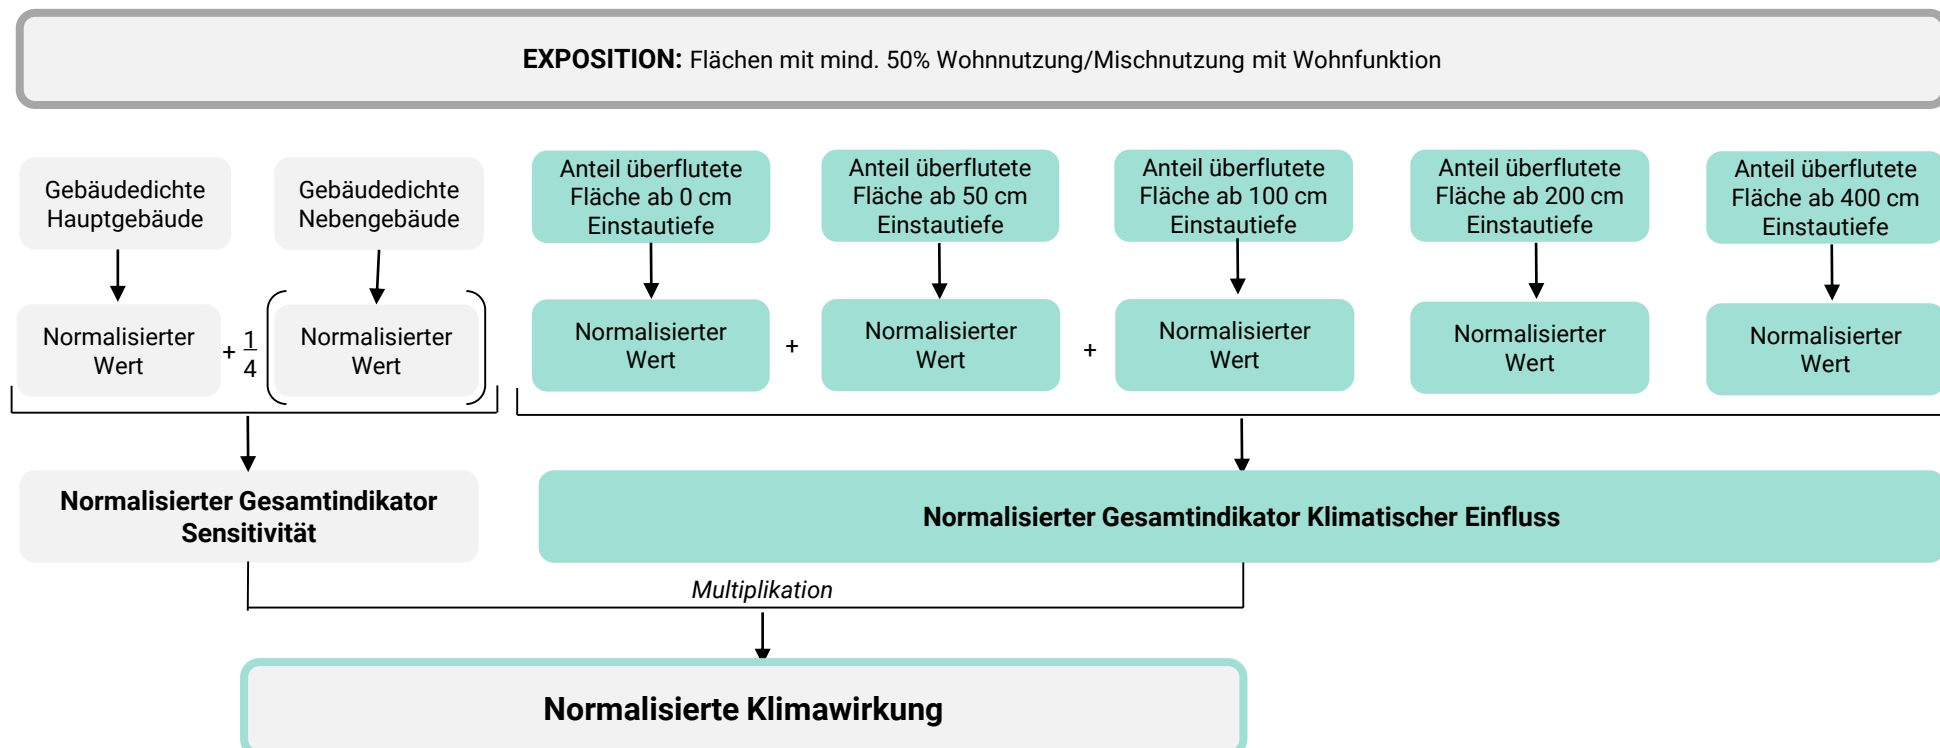 EXPOSITION: Flächen mit mind. 50% Wohnnutzung/Mischnutzung mit Wohnfunktion
Gebäudedichte
Hauptgebäude
Gebäudedichte
Nebengebäude
Anteil überflutete
Fläche ab 0 cm
Einstautiefe
Anteil überflutete
Fläche ab 50 cm
Einstautiefe
Anteil überflutete
Fläche ab 100 cm
Einstautiefe
Anteil überflutete
Fläche ab 200 cm
Einstautiefe
Anteil überflutete
Fläche ab 400 cm
Einstautiefe
Normalisierter
Wert
+ 1/4
Normalisierter
Wert
Normalisierter
Wert
+
Normalisierter
Wert
+
Normalisierter
Wert
Normalisierter
Wert
Normalisierter
Wert
Normalisierter Gesamtindikator
Sensitivität
Normalisierter Gesamtindikator Klimatischer Einfluss
Multiplikation
Normalisierte Klimawirkung